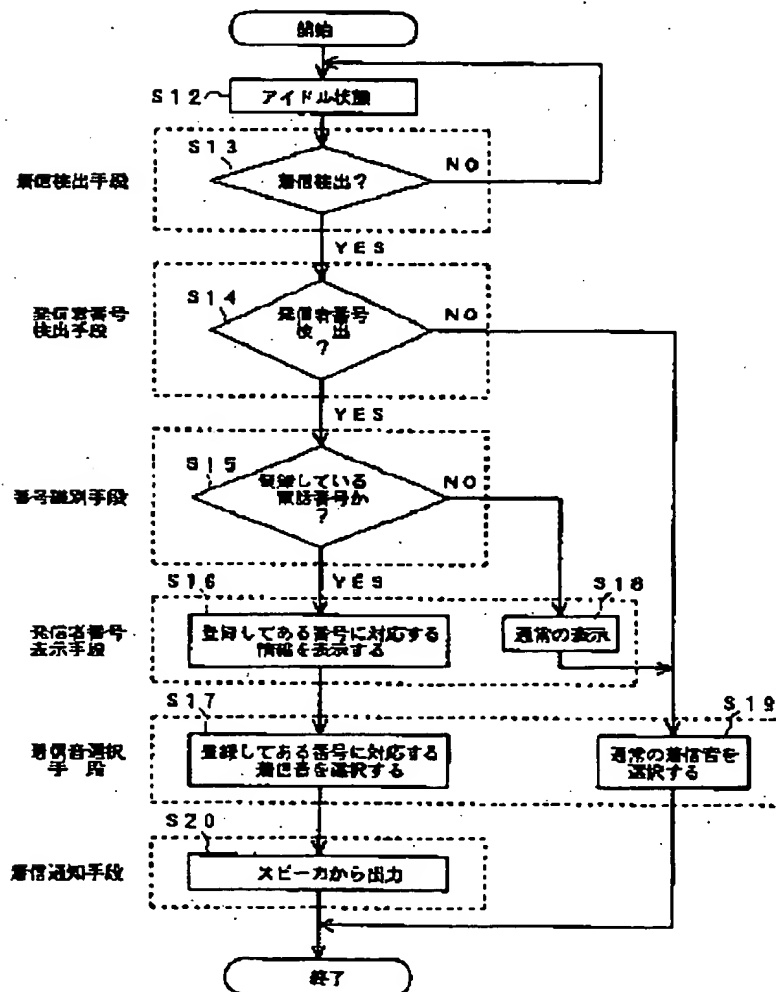 開始
S12
アイドル状態
S13
着信検出手段
着信検出?
NO
YES
S14
発信者番号
検出手段
発信者番号
検出
?
NO
YES
S15
番号識別手段
登録している
電話番号か
?
NO
YES
S16
S18
発信者番号
表示手段
登録してある番号に対応する
情報を表示する
通常の表示
S17
S19
着信音選択
手段
登録してある番号に対応する
着信音を選択する
通常の着信音を
選択する
S20
着信通知手段
スピーカから出力
終了